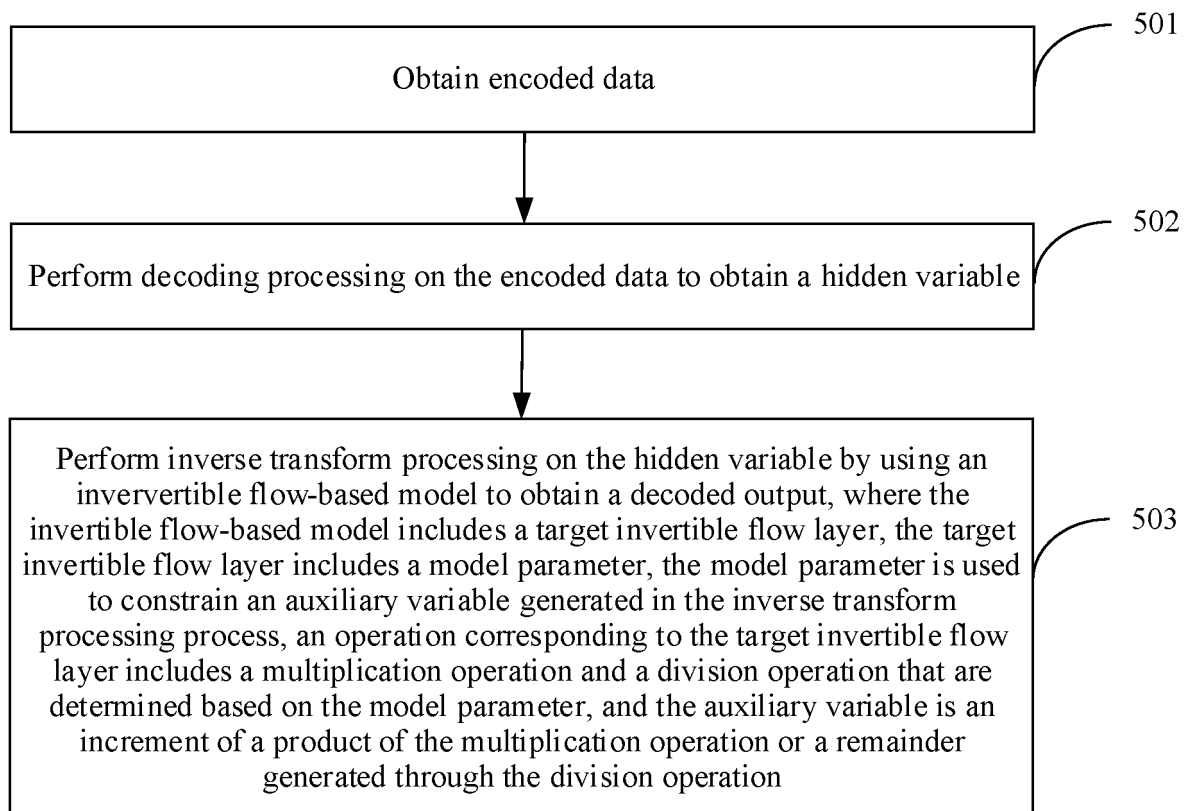 501
Obtain encoded data
502
Perform decoding processing on the encoded data to obtain a hidden variable
Perform inverse transform processing on the hidden variable by using an
inververtible flow-based model to obtain a decoded output, where the
invertible flow-based model includes a target invertible flow layer, the target
invertible flow layer includes a model parameter, the model parameter is used
to constrain an auxiliary variable generated in the inverse transform
processing process, an operation corresponding to the target invertible flow
layer includes a multiplication operation and a division operation that are
determined based on the model parameter, and the auxiliary variable is an
increment of a product of the multiplication operation or a remainder
generated through the division operation
503